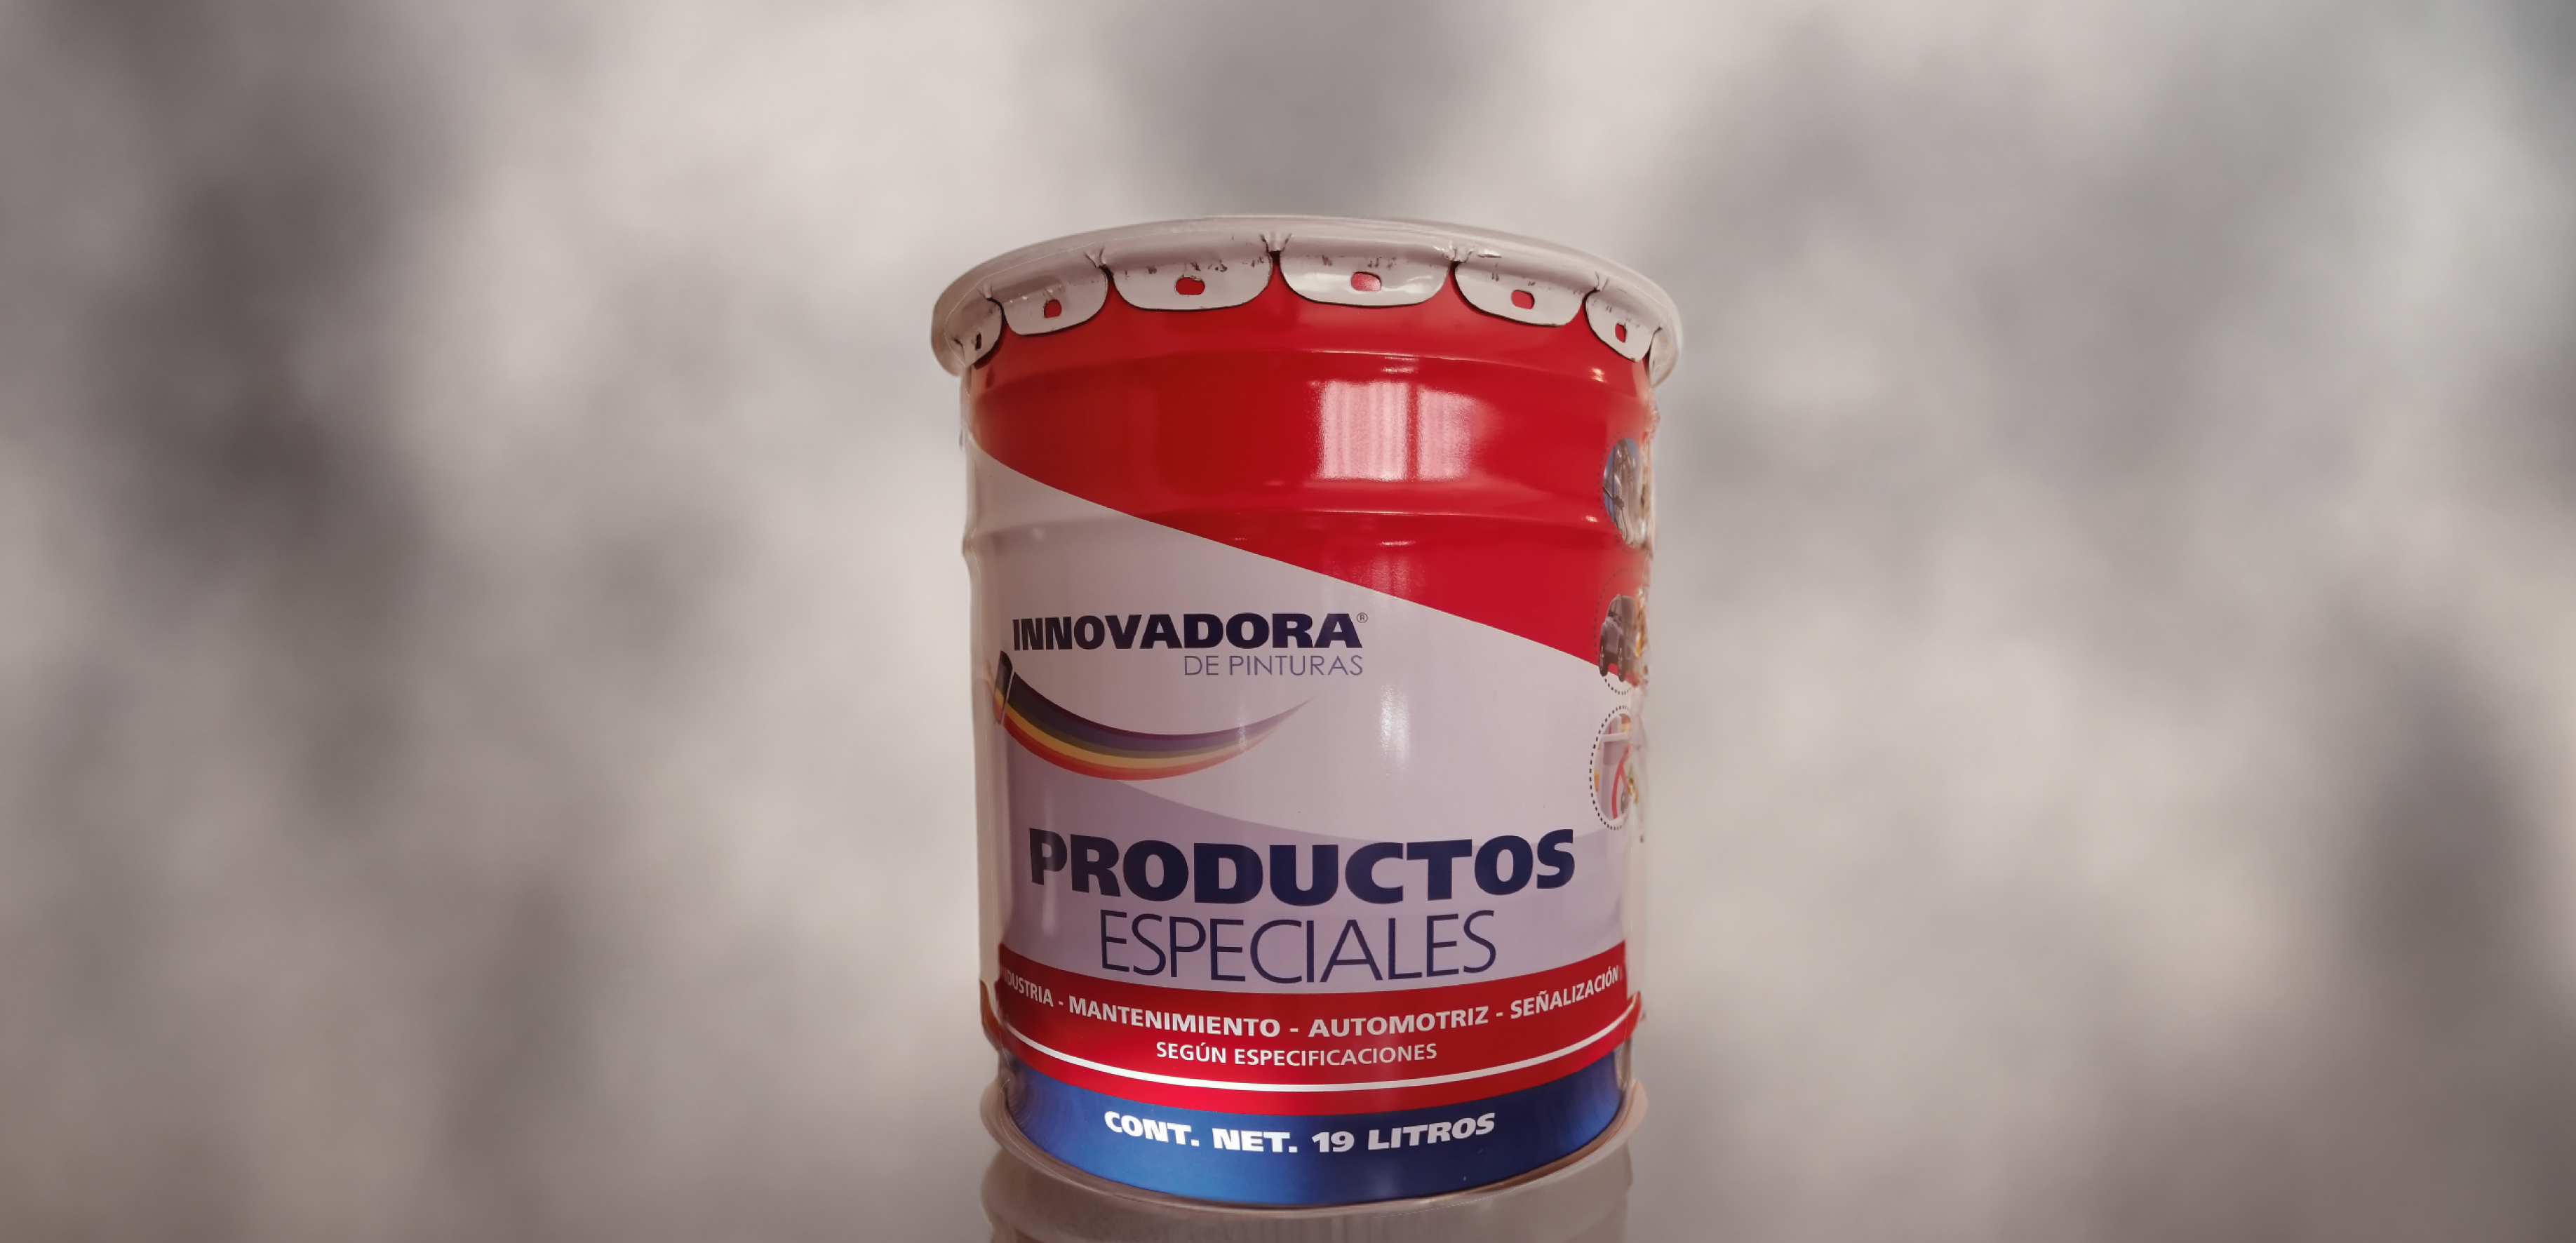 INNOVADORA®
DE PINTURAS
PRODUCTOS
ESPECIALES
- MANTENIMIENTO - AUTOMOTRIZ - SEÑALIZACIÓN
SEGÚN ESPECIFICACIONES
CONT. NET. 19 LITROS